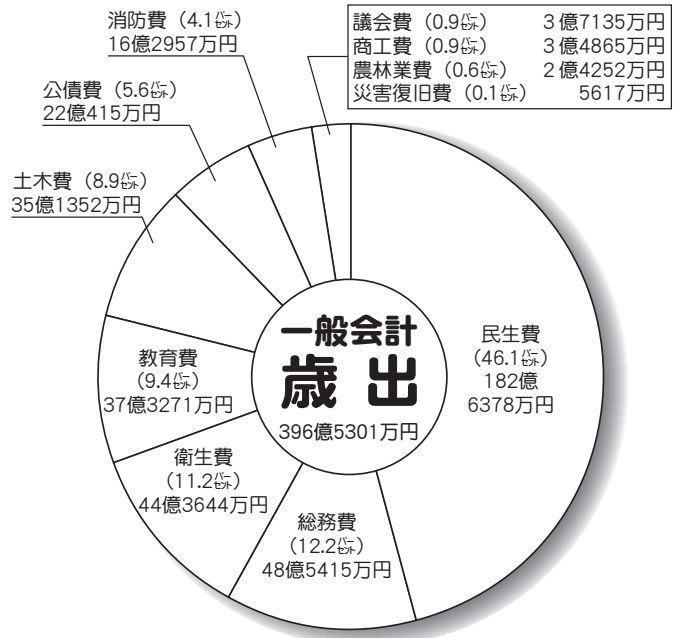 消防費（4.1㌫）
16億2957万円
議会費（0.9㌫） 3億7135万円
商工費（0.9㌫） 3億4865万円
農林業費（0.6㌫） 2億4252万円
災害復旧費（0.1㌫） 5617万円
公債費（5.6㌫）
22億415万円
土木費（8.9㌫）
35億1352万円
教育費
（9.4㌫）
37億3271万円
衛生費
（11.2㌫）
44億3644万円
総務費
（12.2㌫）
48億5415万円
民生費
（46.1㌫）
182億
6378万円
一般会計
歳出
396億5301万円